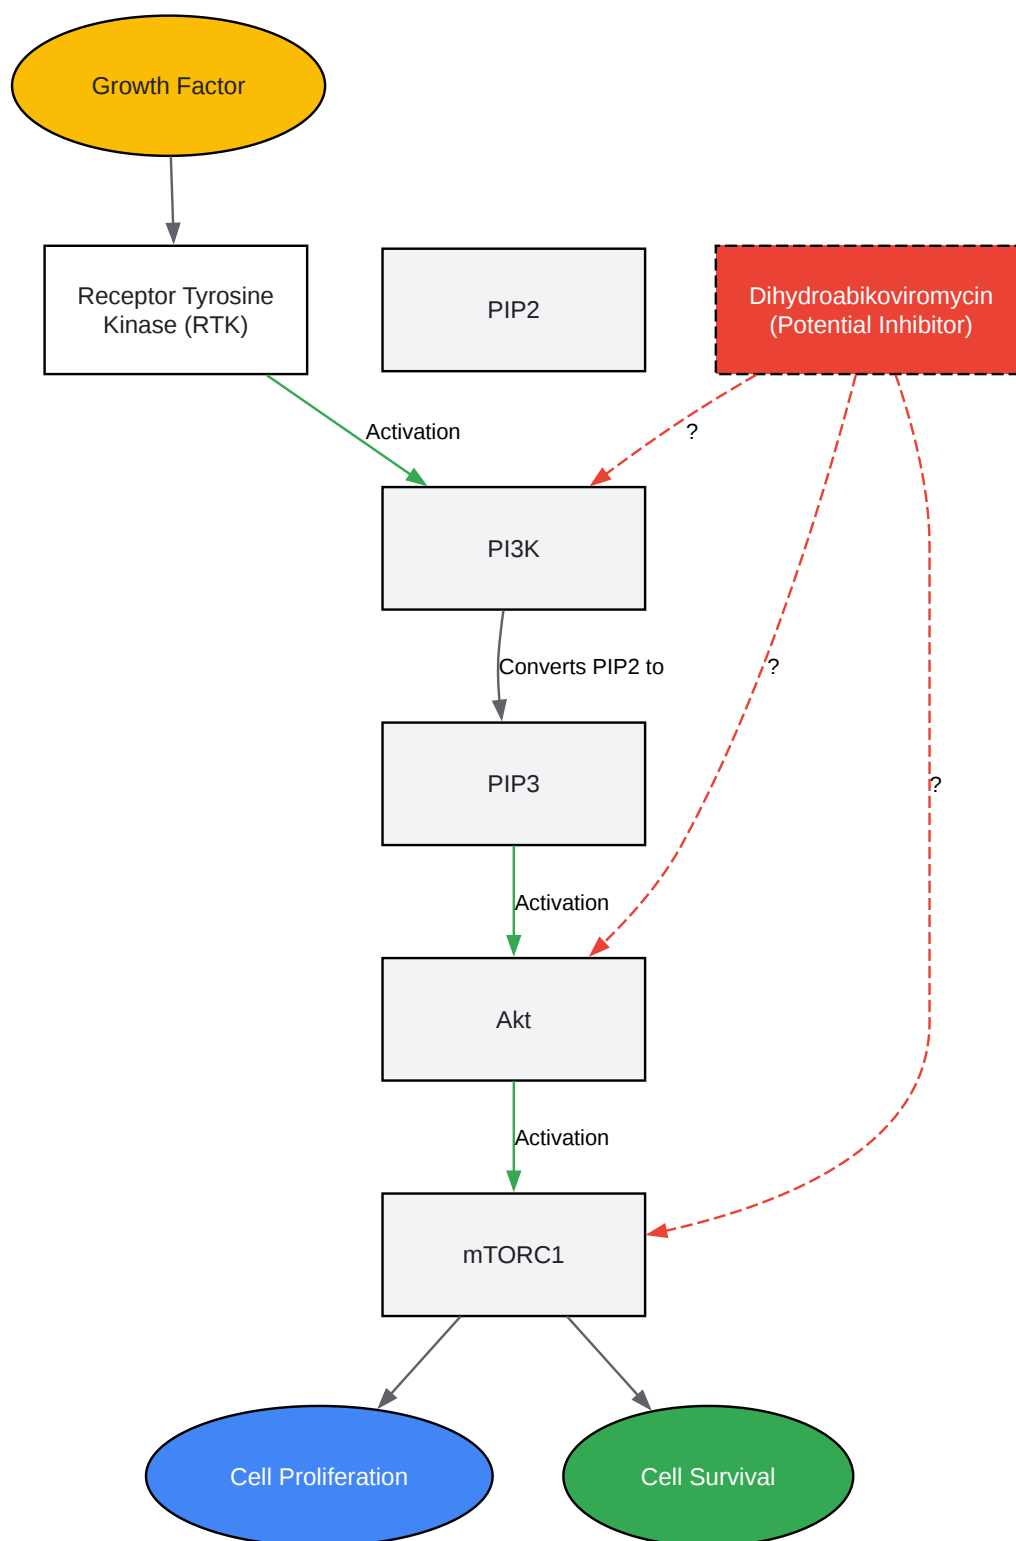 Growth Factor
Receptor Tyrosine
Kinase (RTK)
PIP2
Dihydroabikoviromycin
(Potential Inhibitor)
Activation
?
PI3K
Converts PIP2 to
?
PIP3
?
Activation
Akt
Activation
mTORC1
Cell Proliferation
Cell Survival